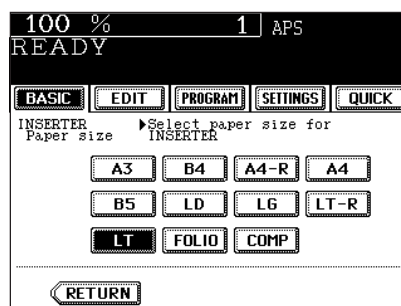 100 % 1 APS
READY
BASIC EDIT PROGRAM SETTINGS QUICK
INSERTER ▶Select paper size for
Paper size INSERTER
A3 B4 A4-R A4
B5 LD LG LT-R
LT FOLIO COMP
RETURN